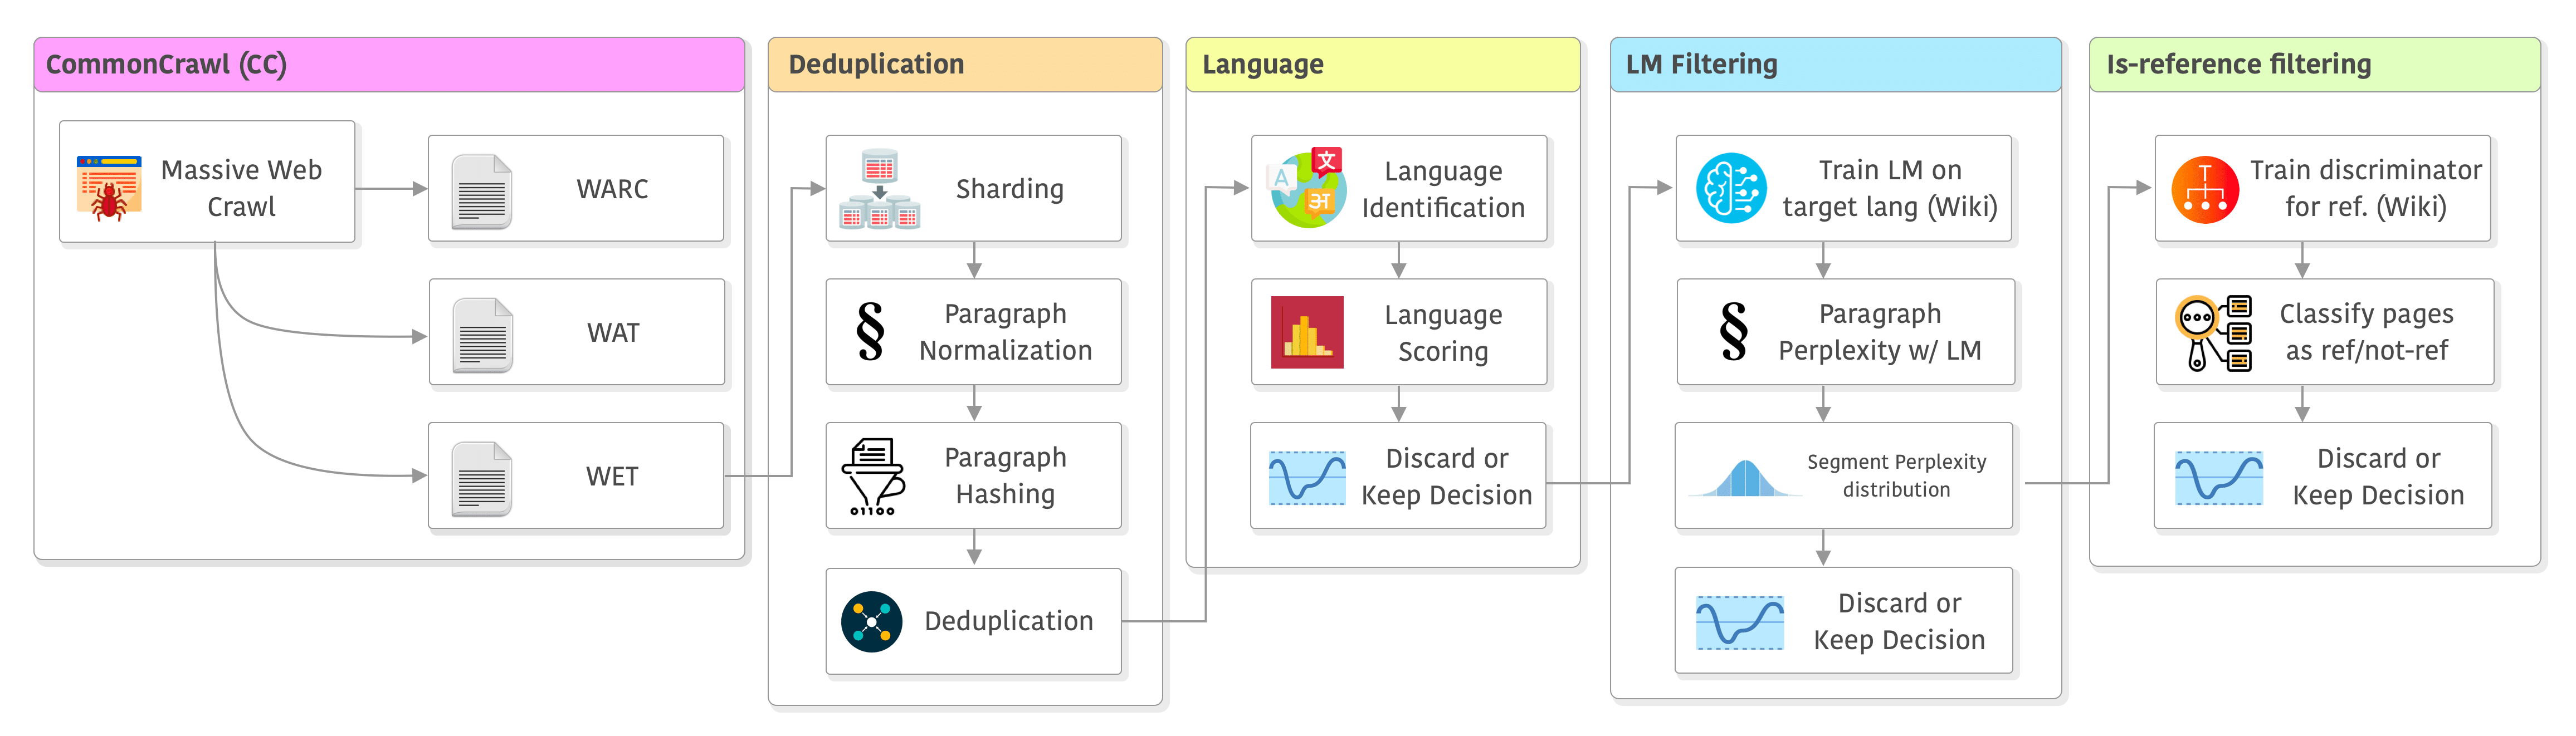 CommonCrawl (CC)
Massive Web
Crawl
WARC
WAT
WET
Deduplication
Sharding
§
Paragraph
Normalization
Paragraph
Hashing
01100
Deduplication
Language
A
文
अ
Language
Identification
Language
Scoring
Discard or
Keep Decision
LM Filtering
Train LM on
target lang (Wiki)
§
Paragraph
Perplexity w/ LM
Segment Perplexity
distribution
Discard or
Keep Decision
Is-reference filtering
T
Train discriminator
for ref. (Wiki)
Classify pages
as ref/not-ref
Discard or
Keep Decision